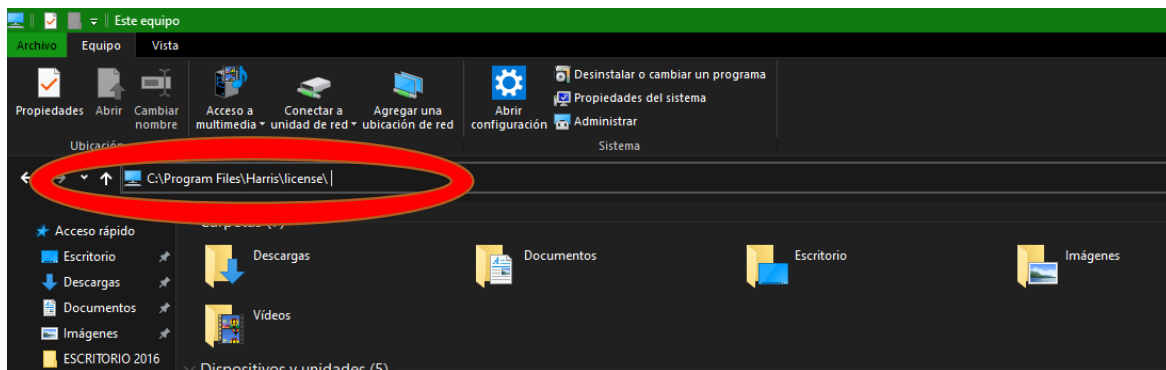 Este equipo
Archivo Equipo Vista
Propiedades Abrir Cambiar nombre Acceso a multimedia Conectar a unidad de red Agregar una ubicación de red Abrir configuración
Desinstalar o cambiar un programa
Propiedades del sistema
Administrar
Ubicación Sistema
C:\Program Files\Harris\license\
Acceso rápido
Escritorio
Descargas
Documentos
Imágenes
ESCRITORIO 2016
Descargas Documentos Escritorio Imágenes
Vídeos
Dispositivos y unidades (5)